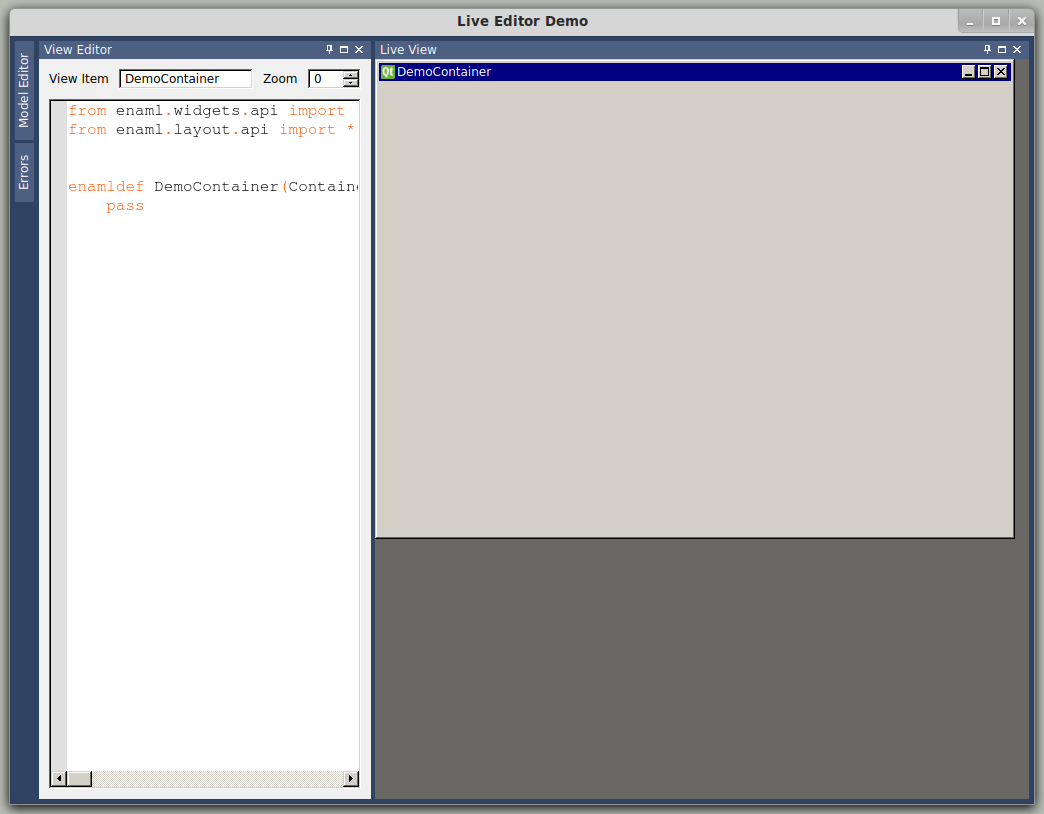 Live Editor Demo
Model Editor
Errors
View Editor
View Item DemoContainer Zoom 0
from enaml.widgets.api import
from enaml.layout.api import *
enamldef DemoContainer(
pass
Live View
Qt DemoContainer